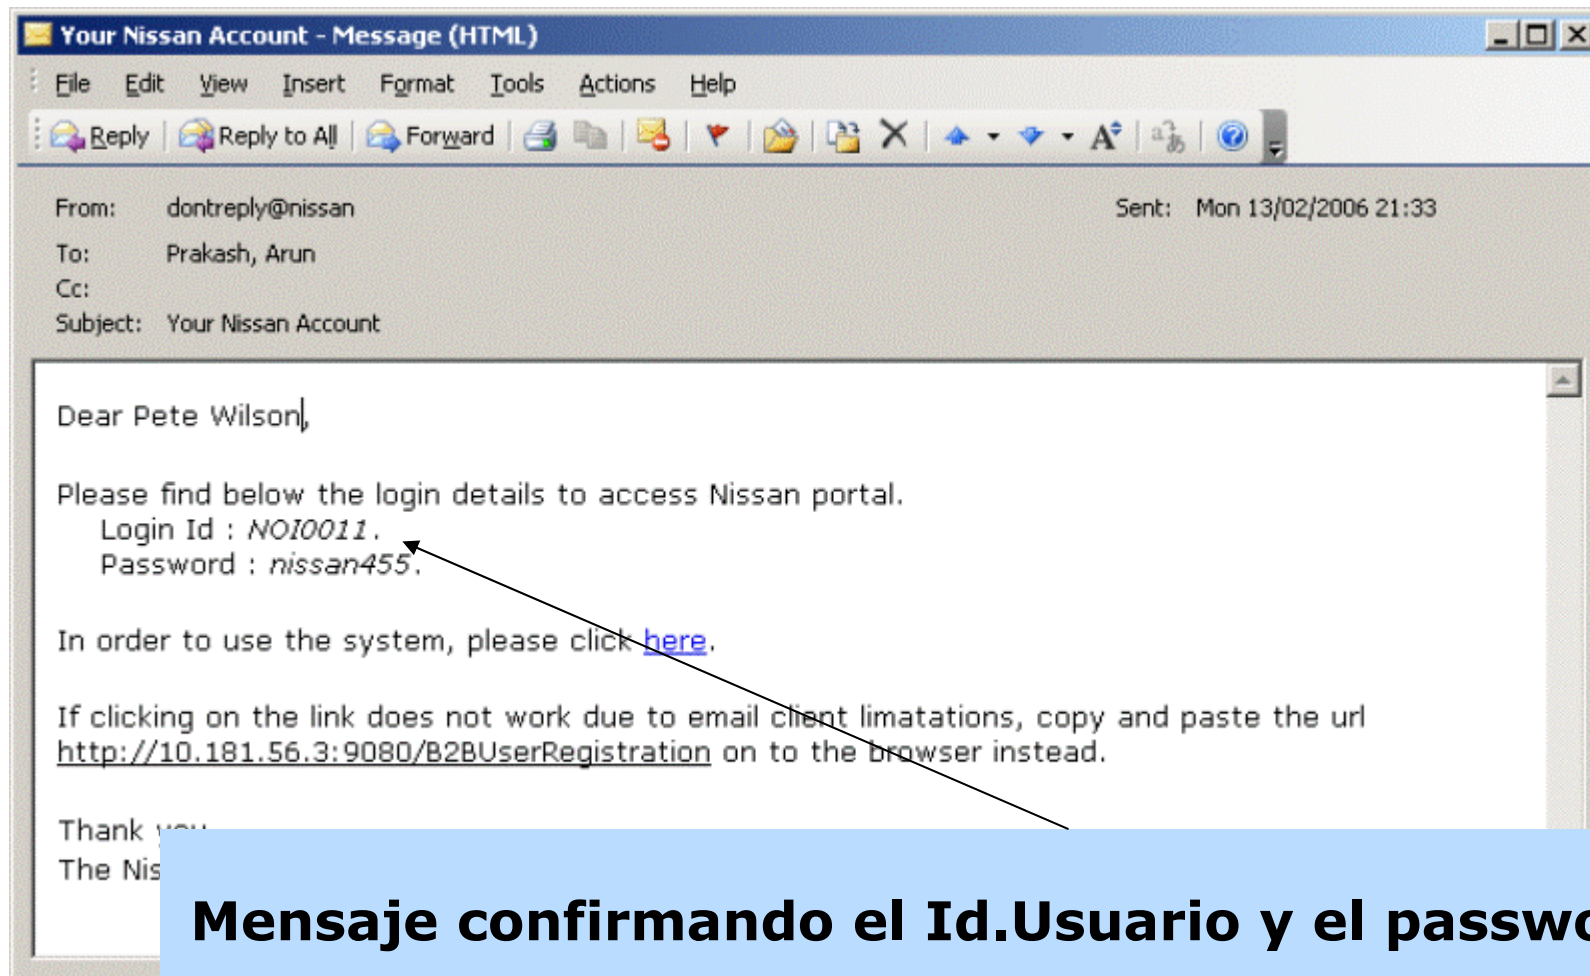 Your Nissan Account - Message (HTML)
File Edit View Insert Format Tools Actions Help
Reply Reply to All Forward
From: dontreply@nissan Sent: Mon 13/02/2006 21:33
To: Prakash, Arun
Cc:
Subject: Your Nissan Account
Dear Pete Wilson,
Please find below the login details to access Nissan portal.
Login Id : NOI0011.
Password : nissan455.
In order to use the system, please click here.
If clicking on the link does not work due to email client limatations, copy and paste the url
http://10.181.56.3:9080/B2BUserRegistration on to the browser instead.
Thank
The
Mensaje confirmando el Id.Usuario y el